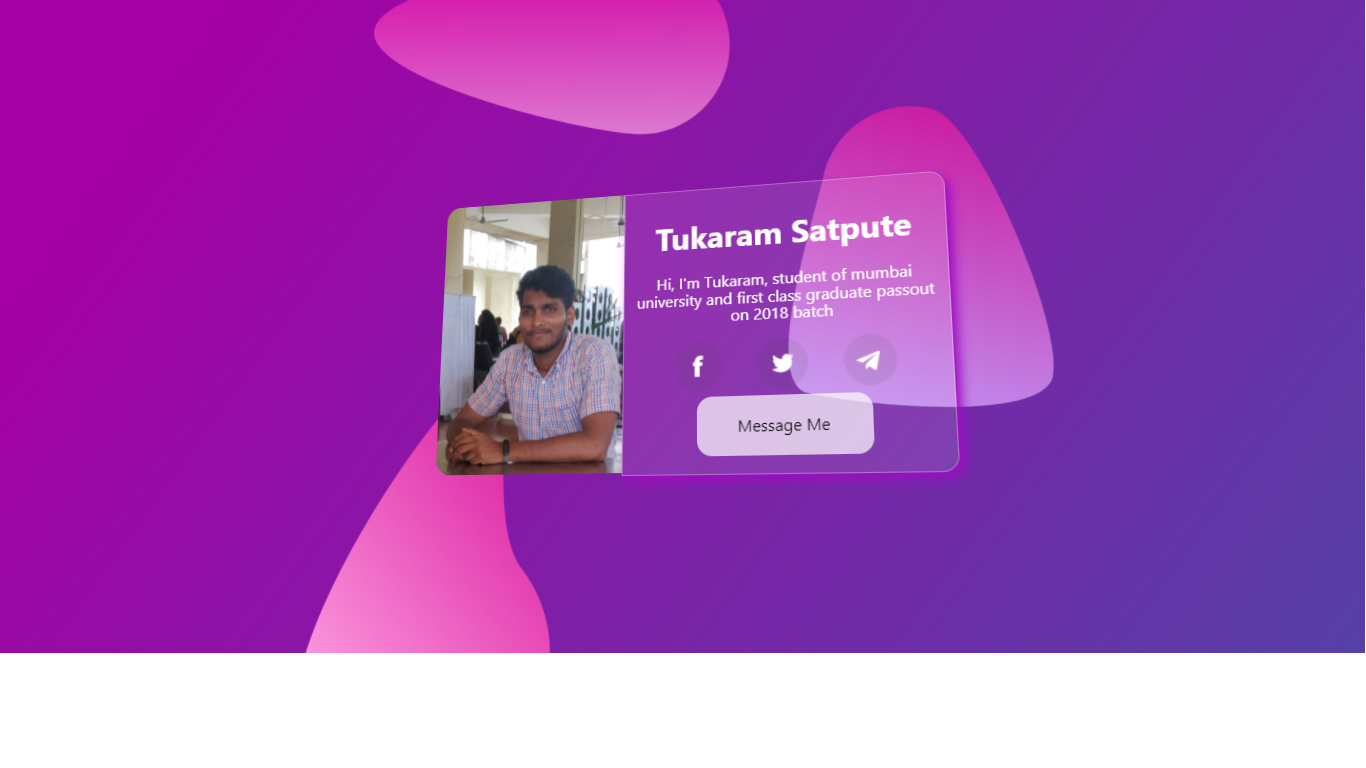 Tukaram Satpute
Hi, I'm Tukaram, student of mumbai
university and first class graduate passout
on 2018 batch
Message Me